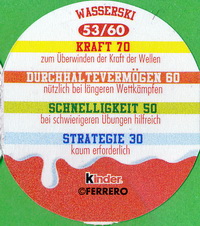 WASSERSKI
53/60
KRAFT 70
zum Überwinden der Kraft der Wellen
DURCHHALTEVERMÖGEN 60
nützlich bei längeren Wettkämpfen
SCHNELLIGKEIT 50
bei schwierigeren Übungen hilfreich
STRATEGIE 30
kaum erforderlich
kinder
©FERRERO